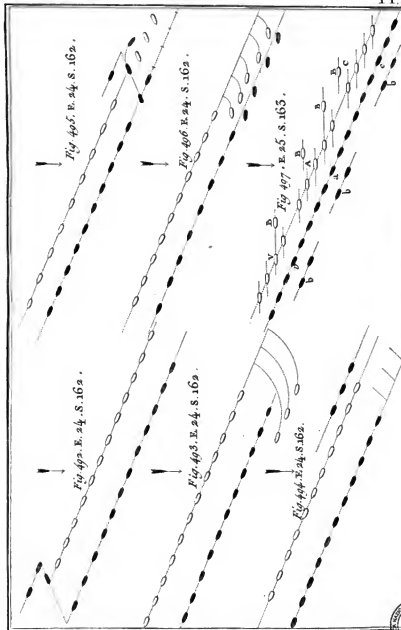 Fig. 495. E. 24. S. 162.
Fig. 496. E. 24. S. 162.
Fig. 497. E. 25. S. 163.
B
B
B
B
A
V
C
a
a
c
b
b
b
Fig. 492. E. 24. S. 162.
Fig. 493. E. 24. S. 162.
Fig. 494. E. 24. S. 162.